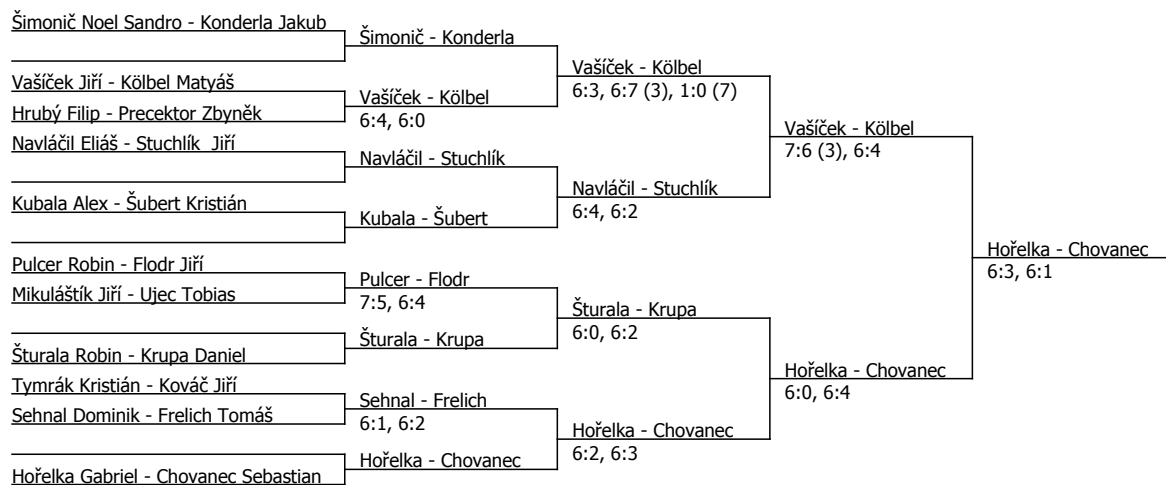 Šimonič Noel Sandro - Konderla Jakub
Šimonič - Konderla
Vašíček - Kölbel
6:3, 6:7 (3), 1:0 (7)
Vašíček Jiří - Kölbel Matyáš
Vašíček - Kölbel
6:4, 6:0
Hrubý Filip - Precektor Zbyněk
Vašíček - Kölbel
7:6 (3), 6:4
Navláčil Eliáš - Stuchlík  Jiří
Navláčil - Stuchlík
Navláčil - Stuchlík
6:4, 6:2
Kubala Alex - Šubert Kristián
Kubala - Šubert
Hořelka - Chovanec
6:3, 6:1
Pulcer Robin - Flodr Jiří
Pulcer - Flodr
7:5, 6:4
Mikuláštík Jiří - Ujec Tobias
Šturala - Krupa
6:0, 6:2
Šturala - Krupa
Šturala Robin - Krupa Daniel
Hořelka - Chovanec
6:0, 6:4
Tymrák Kristián - Kováč Jiří
Sehnal - Frelich
6:1, 6:2
Sehnal Dominik - Frelich Tomáš
Hořelka - Chovanec
6:2, 6:3
Hořelka - Chovanec
Hořelka Gabriel - Chovanec Sebastian